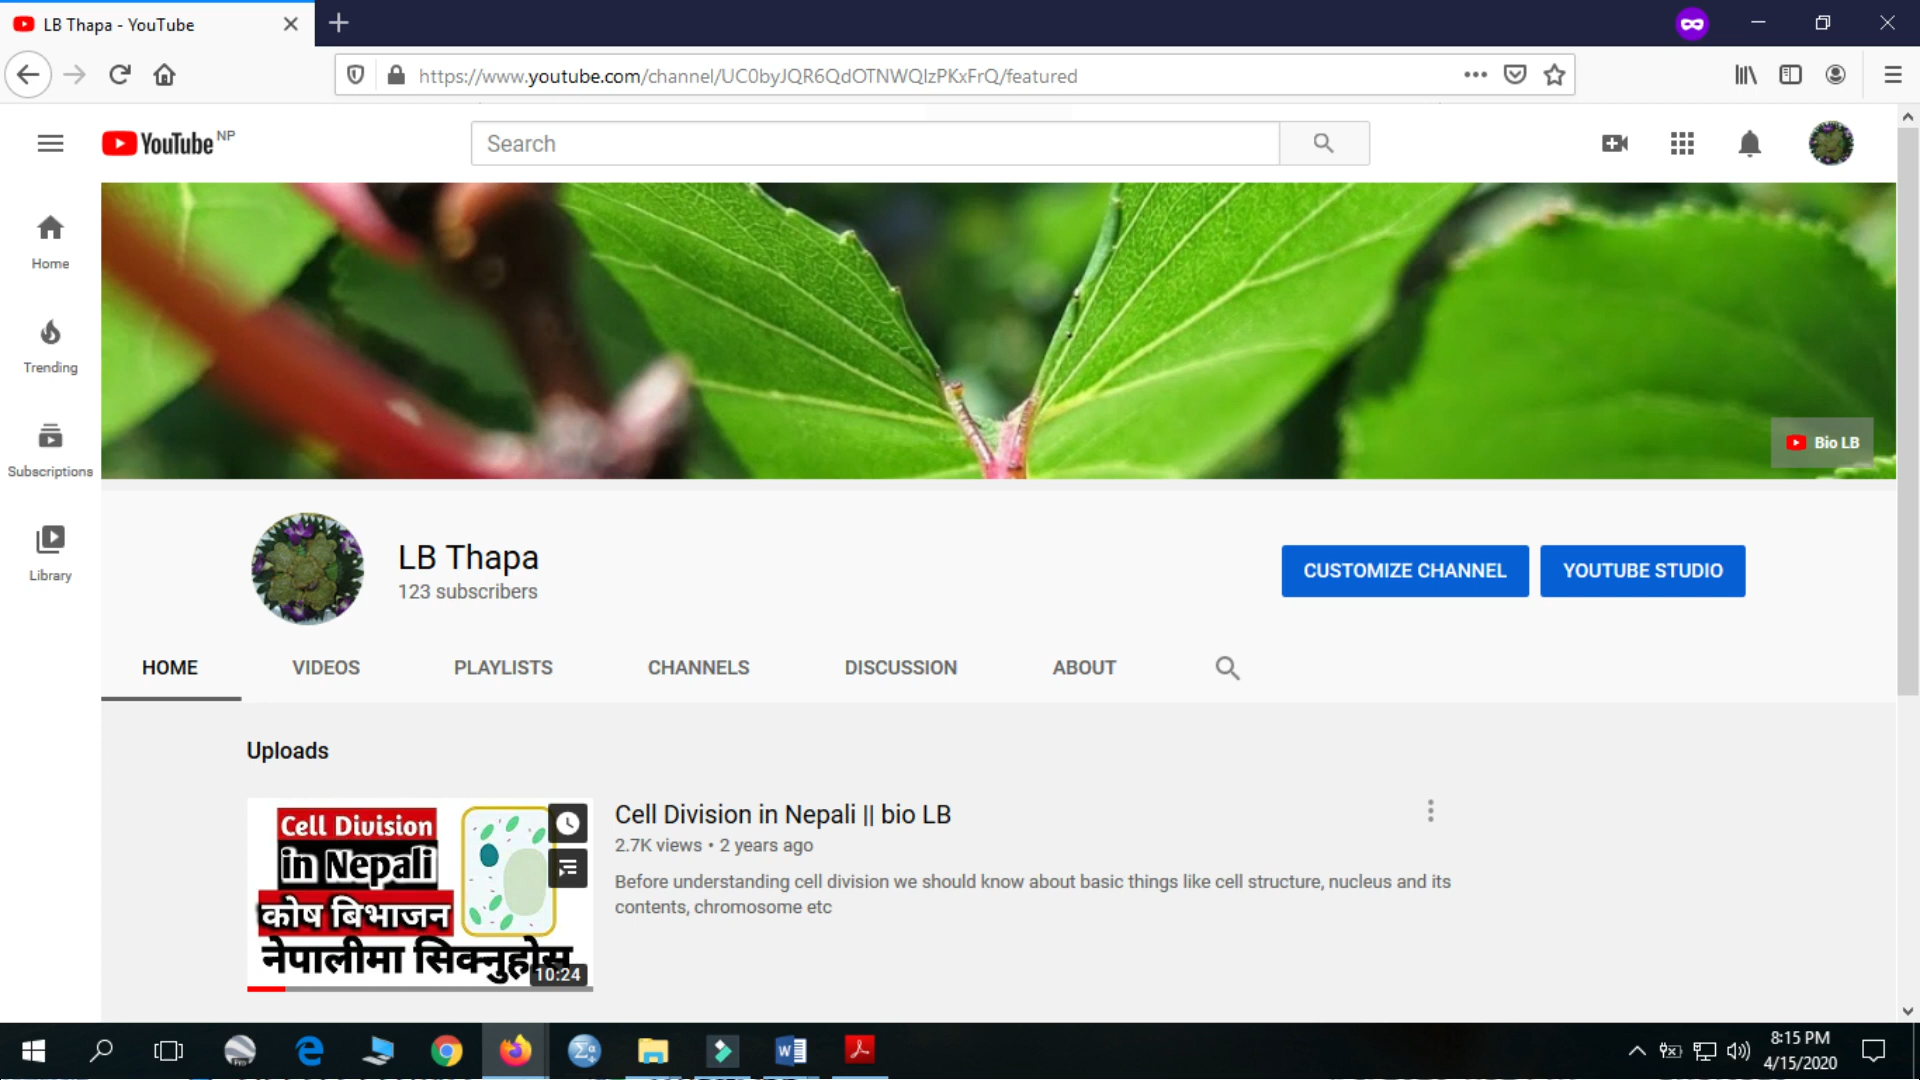 LB Thapa - YouTube
https://www.youtube.com/channel/UC0byJQR6QdOTNWQIzPKxFrQ/featured
YouTube NP
Search
Home
Trending
Subscriptions
Library
Bio LB
LB Thapa
123 subscribers
CUSTOMIZE CHANNEL
YOUTUBE STUDIO
HOME VIDEOS PLAYLISTS CHANNELS DISCUSSION ABOUT
Uploads
Cell Division
in Nepali
कोष बिभाजन
नेपालीमा सिक्नुहोस
10:24
Cell Division in Nepali || bio LB
2.7K views • 2 years ago
Before understanding cell division we should know about basic things like cell structure, nucleus and its
contents, chromosome etc
8:15 PM
4/15/2020